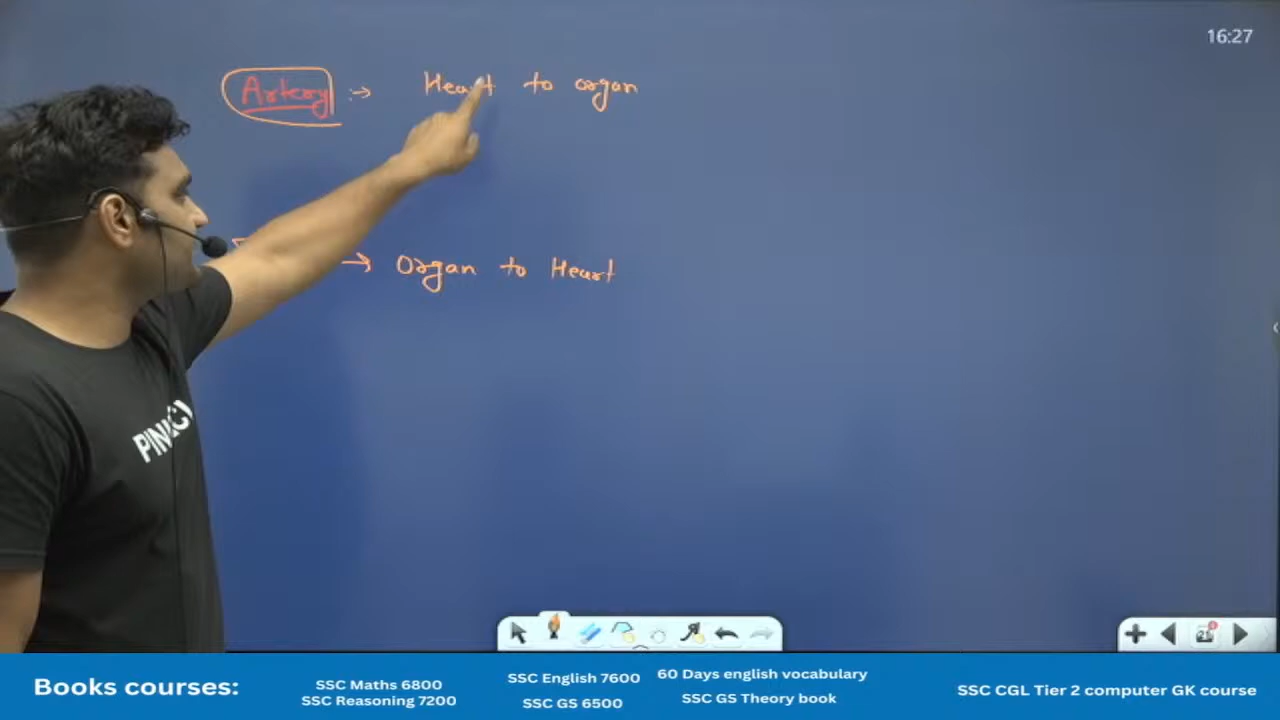 16:27
Artery :→ Heart to organ
→ Organ to Heart
Books courses:
SSC Maths 6800
SSC Reasoning 7200
SSC English 7600
SSC GS 6500
60 Days english vocabulary
SSC GS Theory book
SSC CGL Tier 2 computer GK course